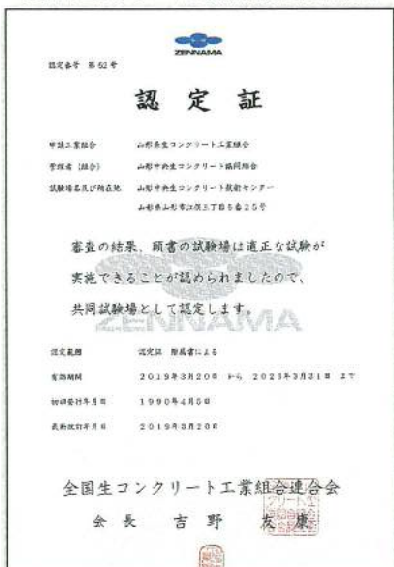 ZENNAMA
認定番号 第62号
認定証
申請工業組合 山形県生コンクリート工業組合
管理者(組合) 山形中央生コンクリート協同組合
試験場名及び所在地 山形中央生コンクリート技術センター
山形県山形市江俣三丁目5番25号
審査の結果、頭書の試験場は適正な試験が
実施できることが認められましたので、
共同試験場として認定します。
ZENNAMA
認定範囲 認定証 附属書による
有効期間 2019年3月20日 から 2021年3月31日 まで
初回発行年月日 1990年4月5日
最新改訂年月日 2019年3月20日
全国生コンクリート工業組合連合会
会長 吉野友康